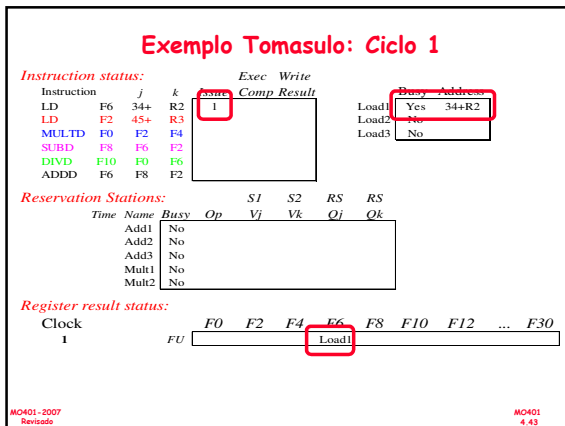 Exemplo Tomasulo: Ciclo 1
Instruction status: Exec Write
Instruction j k Issue Comp Result Busy Address
LD F6 34+ R2 1 Load1 Yes 34+R2
LD F2 45+ R3 Load2 No
MULTD F0 F2 F4 Load3 No
SUBD F8 F6 F2
DIVD F10 F0 F6
ADDD F6 F8 F2
Reservation Stations: S1 S2 RS RS
Time Name Busy Op Vj Vk Qj Qk
Add1 No
Add2 No
Add3 No
Mult1 No
Mult2 No
Register result status:
Clock F0 F2 F4 F6 F8 F10 F12 ... F30
1 FU Load1
MO401-2007 MO401
Revisado 4.43